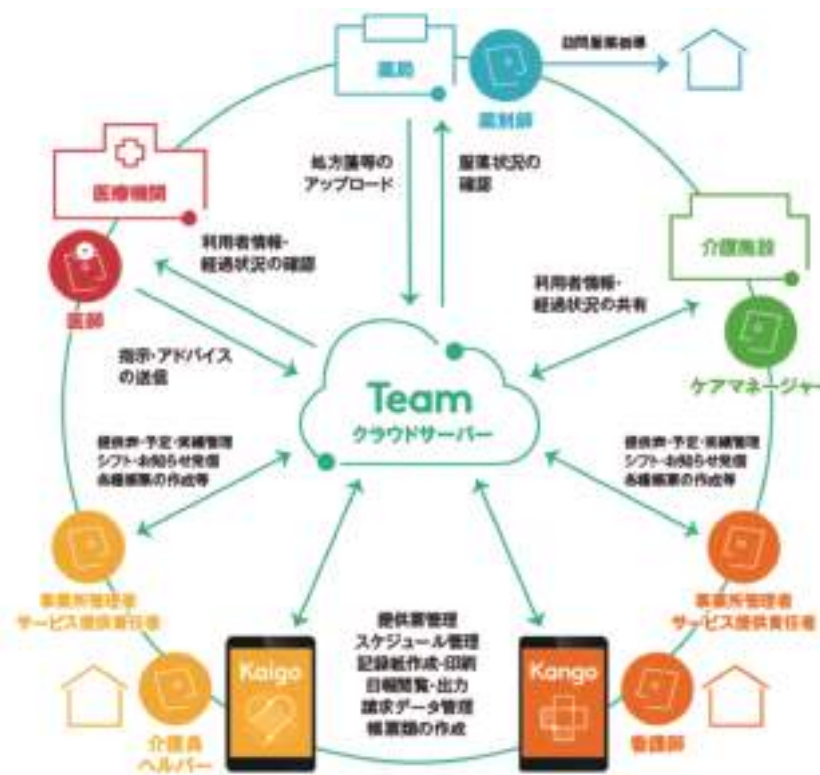 薬局
訪問服薬指導
薬剤師
処方箋等の
アップロード
服薬状況の
確認
医療機関
医師
利用者情報・
経過状況の確認
指示・アドバイス
の送信
介護施設
利用者情報・
経過状況の共有
ケアマネージャー
Team
クラウドサーバー
提供票・予定・実績管理
シフト・お知らせ発信
各種帳票の作成等
提供票・予定・実績管理
シフト・お知らせ発信
各種帳票の作成等
事業所管理者
サービス提供責任者
事業所管理者
サービス提供責任者
提供票管理
スケジュール管理
記録紙作成・印刷
日報閲覧・出力
請求データ管理
帳票類の作成
Kaigo
Kango
介護員
ヘルパー
看護師